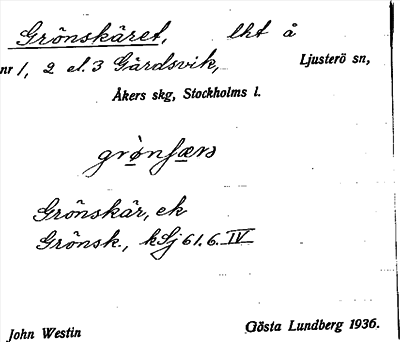 Grönskäret, lht å
nr 1, 2 el. 3 Gärdsvik, Ljusterö sn,
Åkers skg, Stockholms l.
Grönskär, ek
Grönsk., kSj 61.6. IV
John Westin Gösta Lundberg 1936.